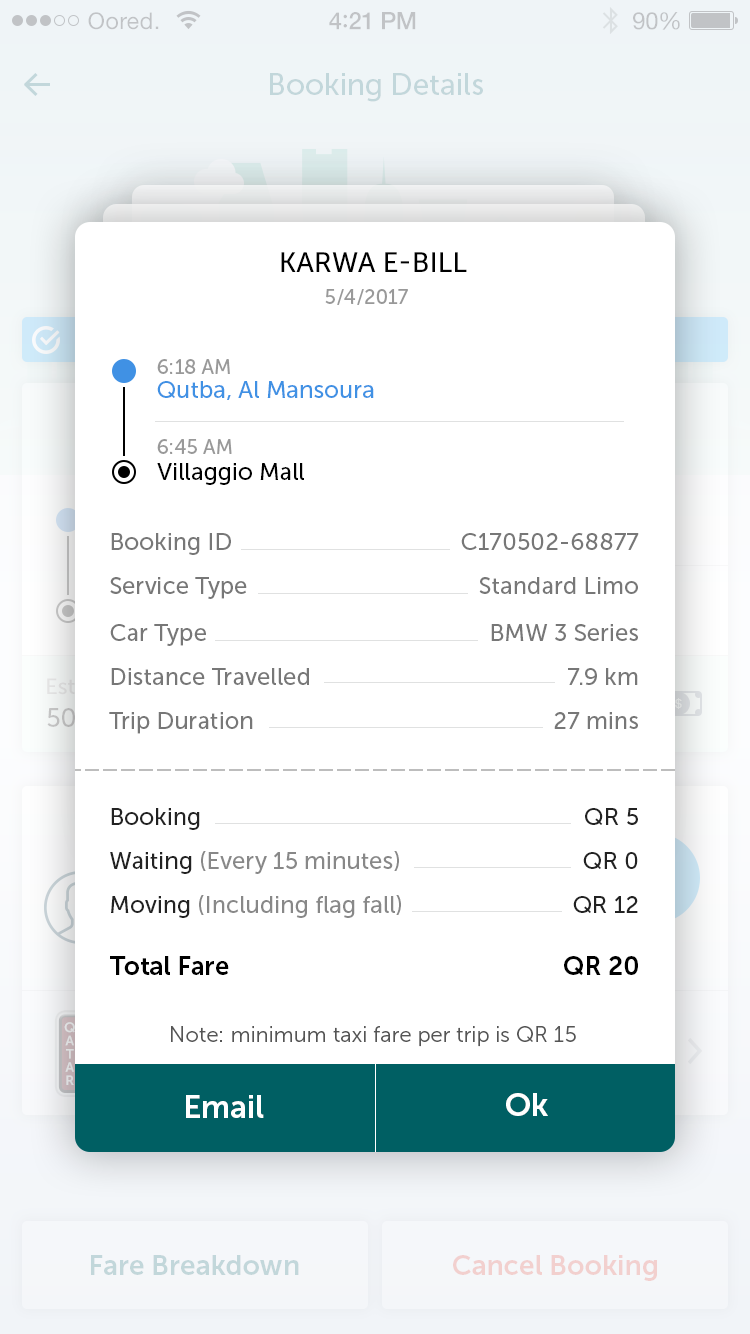 Oored. 4:21 PM 90%
Booking Details
KARWA E-BILL
5/4/2017
6:18 AM
Qutba, Al Mansoura
6:45 AM
Villaggio Mall
Booking ID C170502-68877
Service Type Standard Limo
Car Type BMW 3 Series
Distance Travelled 7.9 km
Trip Duration 27 mins
Est
50
Booking QR 5
Waiting (Every 15 minutes) QR 0
Moving (Including flag fall) QR 12
Total Fare QR 20
Note: minimum taxi fare per trip is QR 15
QATAR
Email Ok
Fare Breakdown Cancel Booking